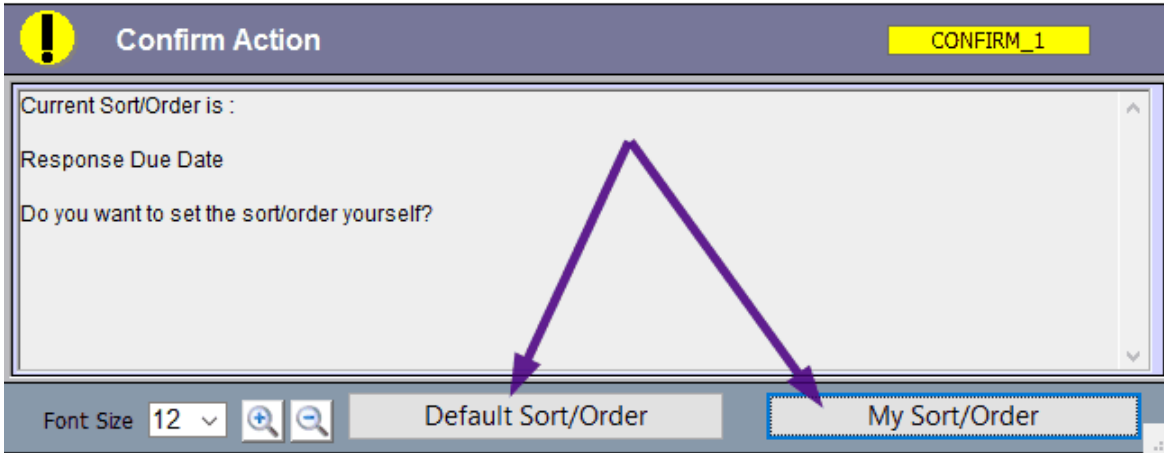 Confirm Action
CONFIRM_1
Current Sort/Order is :
Response Due Date
Do you want to set the sort/order yourself?
Font Size 12
Default Sort/Order
My Sort/Order